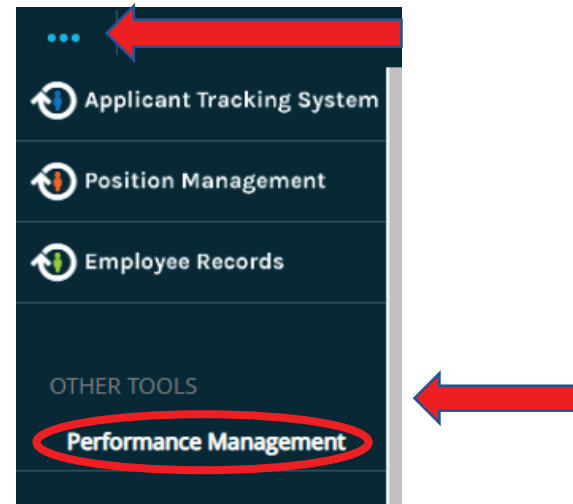 Applicant Tracking System
Position Management
Employee Records
OTHER TOOLS
Performance Management